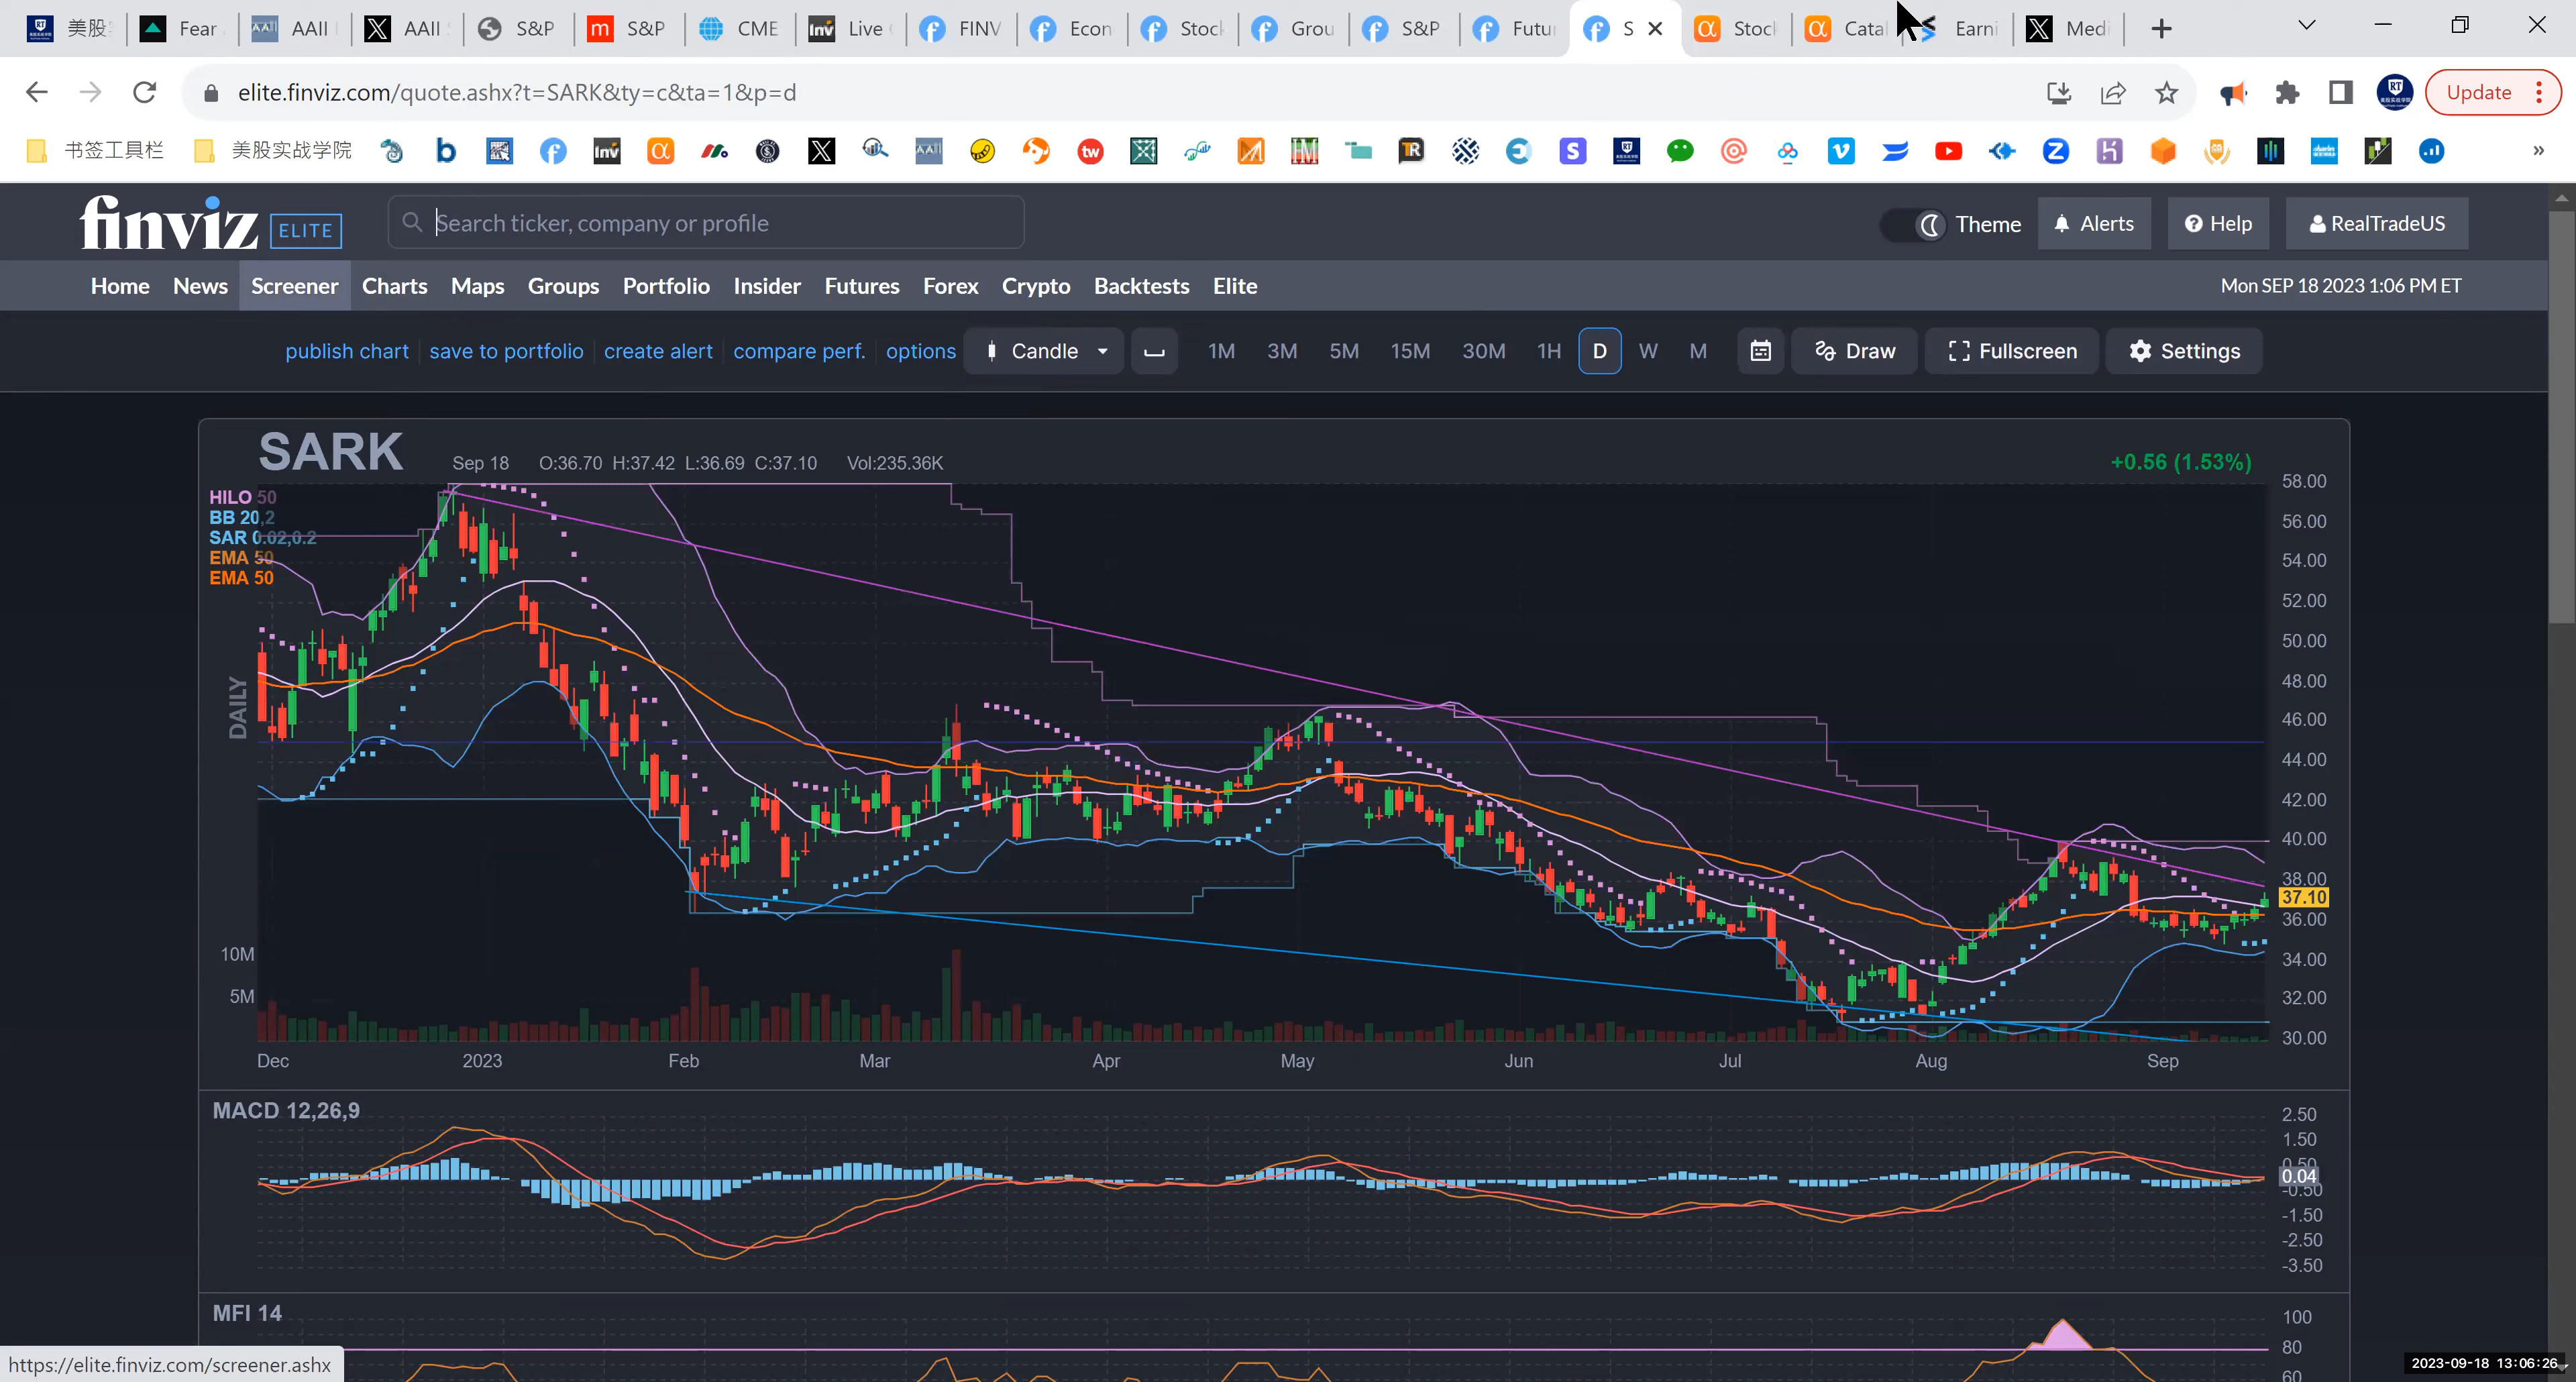 美股
Fear
AAII
AAII
S&P
S&P
CME
Live
FINV
Econ
Stock
Grou
S&P
Futu
S
Stock
Catal
Earni
Medi
elite.finviz.com/quote.ashx?t=SARK&ty=c&ta=1&p=d
Update
书签工具栏
美股实战学院
finviz ELITE
Search ticker, company or profile
Theme
Alerts
Help
RealTradeUS
Home News Screener Charts Maps Groups Portfolio Insider Futures Forex Crypto Backtests Elite
Mon SEP 18 2023 1:06 PM ET
publish chart save to portfolio create alert compare perf. options Candle 1M 3M 5M 15M 30M 1H D W M Draw Fullscreen Settings
SARK Sep 18 O:36.70 H:37.42 L:36.69 C:37.10 Vol:235.36K +0.56 (1.53%)
HILO 50
BB 20,2
SAR 0.02,0.2
EMA 50
EMA 50
DAILY
58.00
56.00
54.00
52.00
50.00
48.00
46.00
44.00
42.00
40.00
38.00
37.10
36.00
34.00
32.00
30.00
10M
5M
Dec 2023 Feb Mar Apr May Jun Jul Aug Sep
MACD 12,26,9
2.50
1.50
0.50
0.04
-0.50
-1.50
-2.50
-3.50
MFI 14
100
80
60
https://elite.finviz.com/screener.ashx
2023-09-18 13:06:26